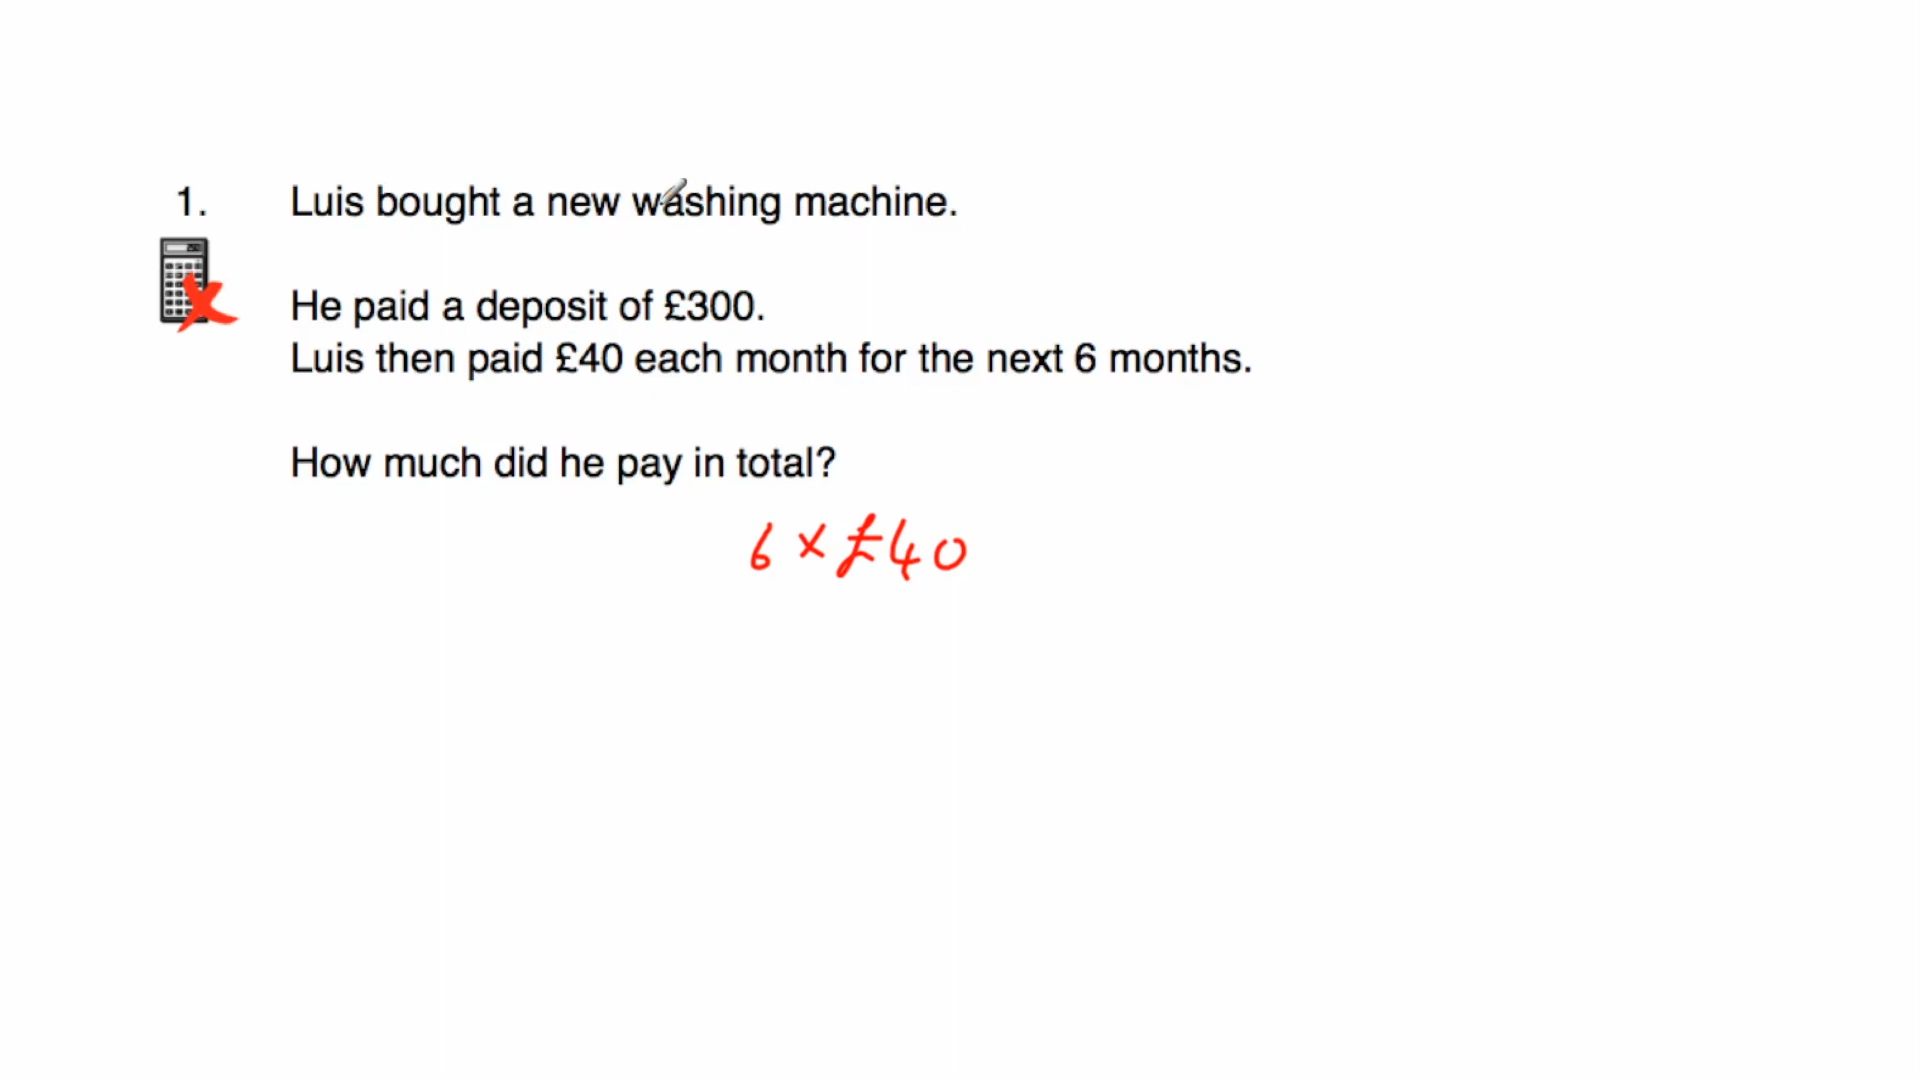 1. Luis bought a new washing machine.
He paid a deposit of £300.
Luis then paid £40 each month for the next 6 months.
How much did he pay in total?
6 × £40